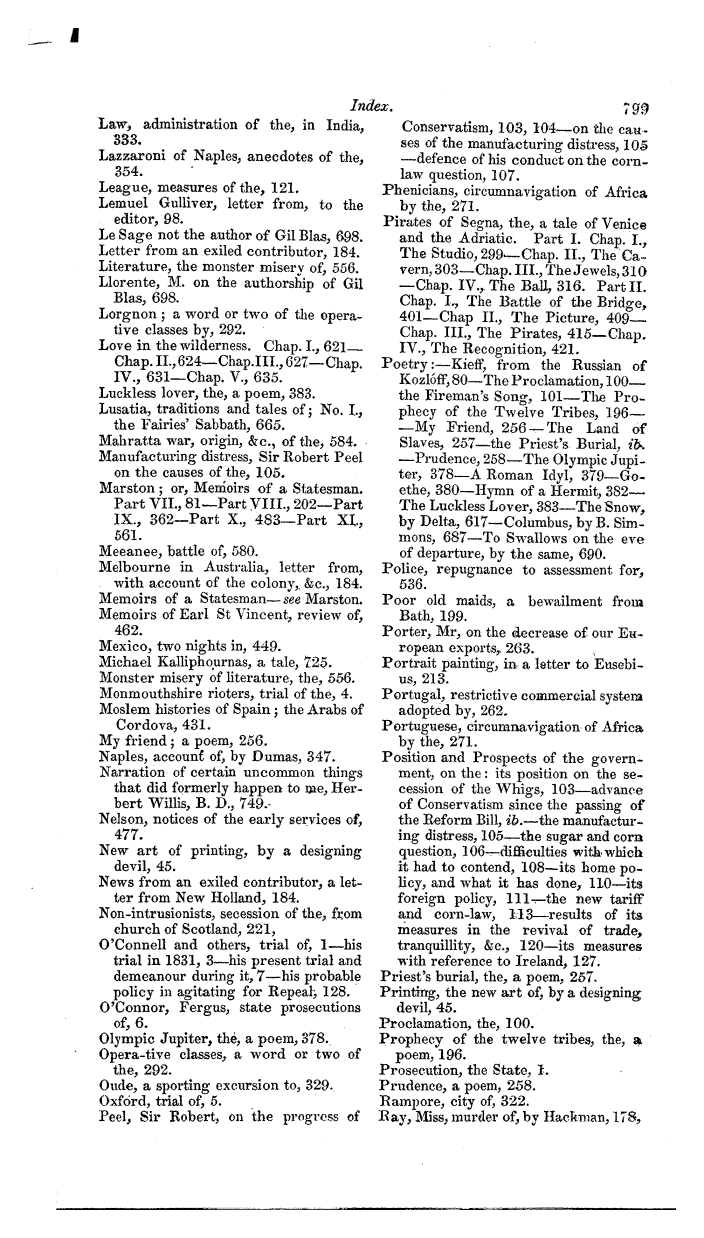 Index.
799
Law, administration of the, in India,
333.
Lazzaroni of Naples, anecdotes of the,
354.
League, measures of the, 121.
Lemuel Gulliver, letter from, to the
editor, 98.
Le Sage not the author of Gil Blas, 698.
Letter from an exiled contributor, 184.
Literature, the monster misery of, 556.
Llorente, M. on the authorship of Gil
Blas, 698.
Lorgnon; a word or two of the opera-
tive classes by, 292.
Love in the wilderness. Chap. I., 621—
Chap. II., 624—Chap. III., 627—Chap.
IV., 631—Chap. V., 635.
Luckless lover, the, a poem, 383.
Lusatia, traditions and tales of; No. I.,
the Fairies' Sabbath, 665.
Mahratta war, origin, &c., of the, 584.
Manufacturing distress, Sir Robert Peel
on the causes of the, 105.
Marston; or, Memoirs of a Statesman.
Part VII., 81—Part VIII., 202—Part
IX., 362—Part X., 483—Part XI.,
561.
Meeanee, battle of, 580.
Melbourne in Australia, letter from,
with account of the colony, &c., 184.
Memoirs of a Statesman—see Marston.
Memoirs of Earl St Vincent, review of,
462.
Mexico, two nights in, 449.
Michael Kalliphournas, a tale, 725.
Monster misery of literature, the, 556.
Monmouthshire rioters, trial of the, 4.
Moslem histories of Spain; the Arabs of
Cordova, 431.
My friend; a poem, 256.
Naples, account of, by Dumas, 347.
Narration of certain uncommon things
that did formerly happen to me, Her-
bert Willis, B. D., 749.
Nelson, notices of the early services of,
477.
New art of printing, by a designing
devil, 45.
News from an exiled contributor, a let-
ter from New Holland, 184.
Non-intrusionists, secession of the, from
church of Scotland, 221,
O'Connell and others, trial of, 1—his
trial in 1831, 3—his present trial and
demeanour during it, 7—his probable
policy in agitating for Repeal, 128.
O'Connor, Fergus, state prosecutions
of, 6.
Olympic Jupiter, the, a poem, 378.
Opera-tive classes, a word or two of
the, 292.
Oude, a sporting excursion to, 329.
Oxford, trial of, 5.
Peel, Sir Robert, on the progress of
Conservatism, 103, 104—on the cau-
ses of the manufacturing distress, 105
—defence of his conduct on the corn-
law question, 107.
Phenicians, circumnavigation of Africa
by the, 271.
Pirates of Segna, the, a tale of Venice
and the Adriatic. Part I. Chap. I.,
The Studio, 299—Chap. II., The Ca-
vern, 303—Chap. III., The Jewels, 310
—Chap. IV., The Ball, 316. Part II.
Chap. I., The Battle of the Bridge,
401—Chap II., The Picture, 409—
Chap. III., The Pirates, 415—Chap.
IV., The Recognition, 421.
Poetry:—Kieff, from the Russian of
Kozlóff, 80—The Proclamation, 100—
the Fireman's Song, 101—The Pro-
phecy of the Twelve Tribes, 196—
—My Friend, 256—The Land of
Slaves, 257—the Priest's Burial, ib.
—Prudence, 258—The Olympic Jupi-
ter, 378—A Roman Idyl, 379—Go-
ethe, 380—Hymn of a Hermit, 382—
The Luckless Lover, 383—The Snow,
by Delta, 617—Columbus, by B. Sim-
mons, 687—To Swallows on the eve
of departure, by the same, 690.
Police, repugnance to assessment for,
536.
Poor old maids, a bewailment from
Bath, 199.
Porter, Mr, on the decrease of our Eu-
ropean exports, 263.
Portrait painting, in a letter to Eusebi-
us, 213.
Portugal, restrictive commercial system
adopted by, 262.
Portuguese, circumnavigation of Africa
by the, 271.
Position and Prospects of the govern-
ment, on the: its position on the se-
cession of the Whigs, 103—advance
of Conservatism since the passing of
the Reform Bill, ib.—the manufactur-
ing distress, 105—the sugar and corn
question, 106—difficulties with which
it had to contend, 108—its home po-
licy, and what it has done, 110—its
foreign policy, 111—the new tariff
and corn-law, 113—results of its
measures in the revival of trade,
tranquillity, &c., 120—its measures
with reference to Ireland, 127.
Priest's burial, the, a poem, 257.
Printing, the new art of, by a designing
devil, 45.
Proclamation, the, 100.
Prophecy of the twelve tribes, the, a
poem, 196.
Prosecution, the State, 1.
Prudence, a poem, 258.
Rampore, city of, 322.
Ray, Miss, murder of, by Hackman, 178,